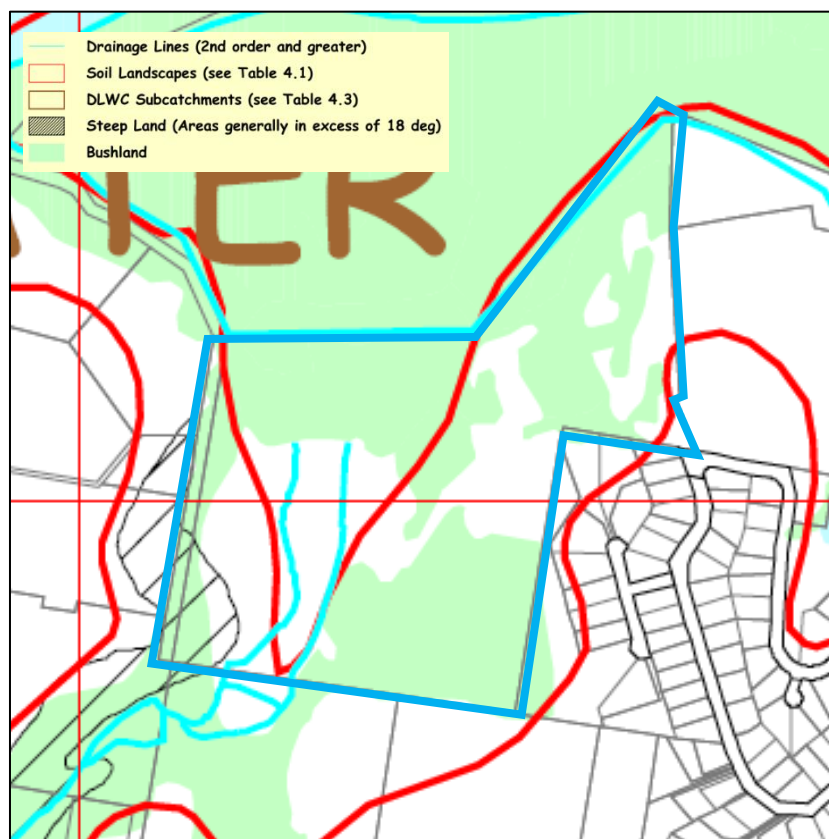 Drainage Lines (2nd order and greater)
Soil Landscapes (see Table 4.1)
DLWC Subcatchments (see Table 4.3)
Steep Land (Areas generally in excess of 18 deg)
Bushland
TER